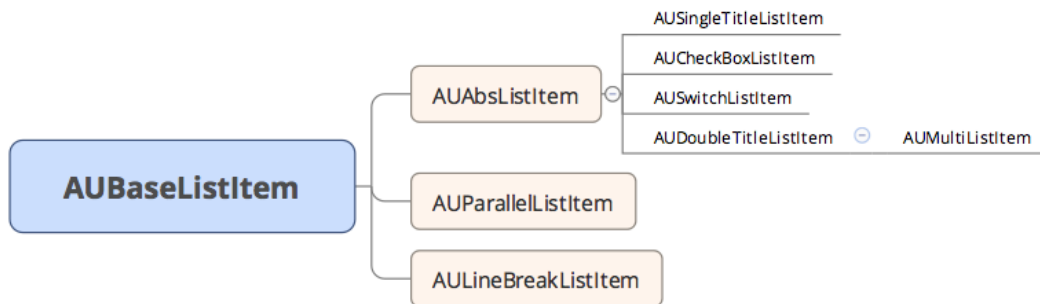 AUBaseListItem
AUAbsListItem
AUSingleTitleListItem
AUCheckBoxListItem
AUSwitchListItem
AUDoubleTitleListItem
AUMultiListItem
AUParallelListItem
AULineBreakListItem